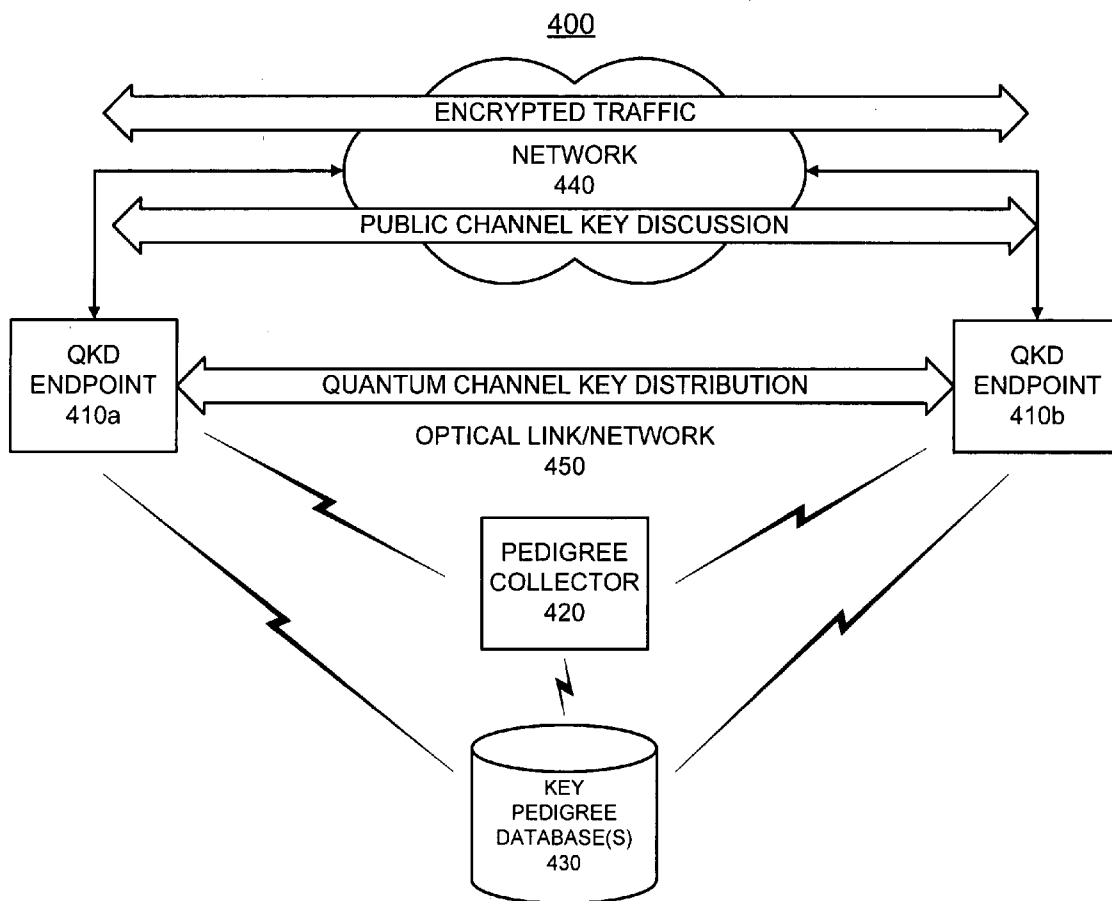 400
ENCRYPTED TRAFFIC
NETWORK
440
PUBLIC CHANNEL KEY DISCUSSION
QKD
ENDPOINT
410a
QUANTUM CHANNEL KEY DISTRIBUTION
QKD
ENDPOINT
410b
OPTICAL LINK/NETWORK
450
PEDIGREE
COLLECTOR
420
KEY
PEDIGREE
DATABASE(S)
430